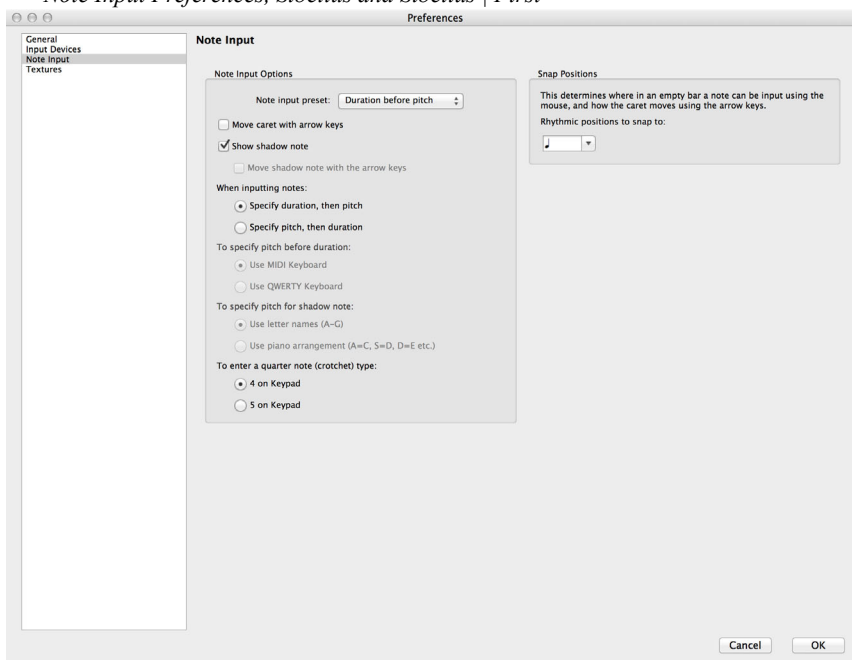 Note Input Preferences, Sibelius and Sibelius | First
Preferences
General
Input Devices
Note Input
Textures
Note Input
Note Input Options
Note input preset: Duration before pitch
Move caret with arrow keys
Show shadow note
Move shadow note with the arrow keys
When inputting notes:
Specify duration, then pitch
Specify pitch, then duration
To specify pitch before duration:
Use MIDI Keyboard
Use QWERTY Keyboard
To specify pitch for shadow note:
Use letter names (A-G)
Use piano arrangement (A=C, S=D, D=E etc.)
To enter a quarter note (crotchet) type:
4 on Keypad
5 on Keypad
Snap Positions
This determines where in an empty bar a note can be input using the
mouse, and how the caret moves using the arrow keys.
Rhythmic positions to snap to:
Cancel OK